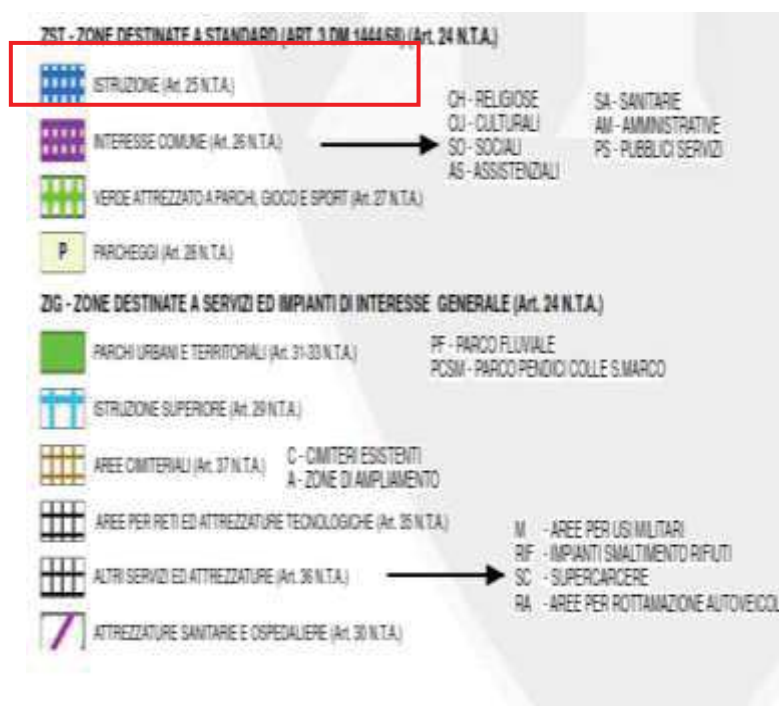 ZST - ZONE DESTINATE A STANDARD (ART. 3 DM 1444/68) (Art. 24 N.T.A.)
ISTRUZIONE (Art. 25 N.T.A.)
INTERESSE COMUNE (Art. 26 N.T.A.)
CH - RELIGIOSE
CU - CULTURALI
SO - SOCIALI
AS - ASSISTENZIALI
SA - SANITARIE
AM - AMMINISTRATIVE
PS - PUBBLICI SERVIZI
VERDE ATTREZZATO A PARCHI, GIOCO E SPORT (Art. 27 N.T.A.)
P PARCHEGGI (Art. 28 N.T.A.)
ZIG - ZONE DESTINATE A SERVIZI ED IMPIANTI DI INTERESSE GENERALE (Art. 24 N.T.A.)
PARCHI URBANI E TERRITORIALI (Art. 31-33 N.T.A.)
PF - PARCO FLUVIALE
PCSM - PARCO PENDICI COLLE S.MARCO
ISTRUZIONE SUPERIORE (Art. 29 N.T.A.)
AREE CIMITERIALI (Art. 37 N.T.A.)
C - CIMITERI ESISTENTI
A - ZONE DI AMPLIAMENTO
AREE PER RETI ED ATTREZZATURE TECNOLOGICHE (Art. 35 N.T.A.)
ALTRI SERVIZI ED ATTREZZATURE (Art. 36 N.T.A.)
M - AREE PER USI MILITARI
RIF - IMPIANTI SMALTIMENTO RIFIUTI
SC - SUPERCARCERE
RA - AREE PER ROTTAMAZIONE AUTOVEICOL
ATTREZZATURE SANITARIE E OSPEDALIERE (Art. 30 N.T.A.)